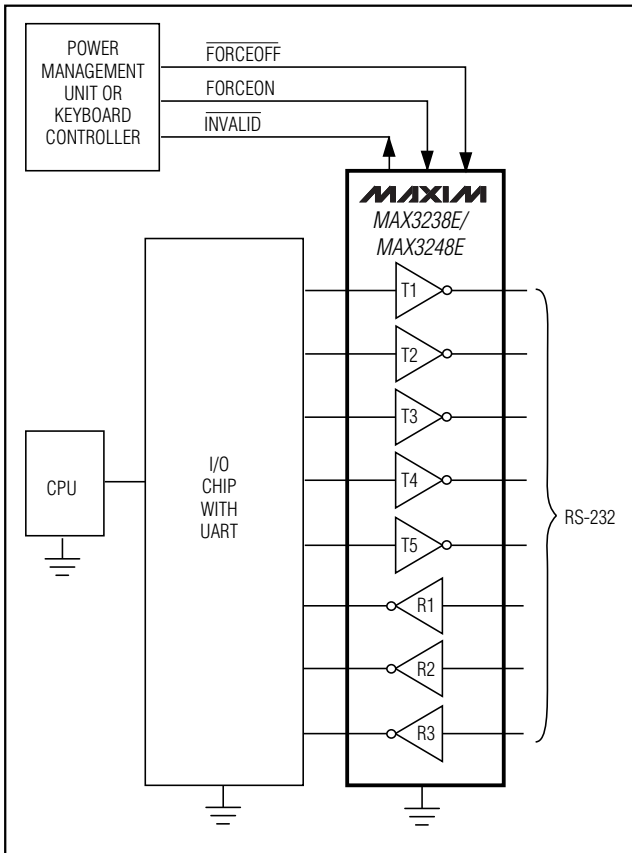 POWER
MANAGEMENT
UNIT OR
KEYBOARD
CONTROLLER
FORCEOFF
FORCEON
INVALID
MAXIM
MAX3238E/
MAX3248E
T1
T2
T3
T4
T5
R1
R2
R3
CPU
I/O
CHIP
WITH
UART
RS-232